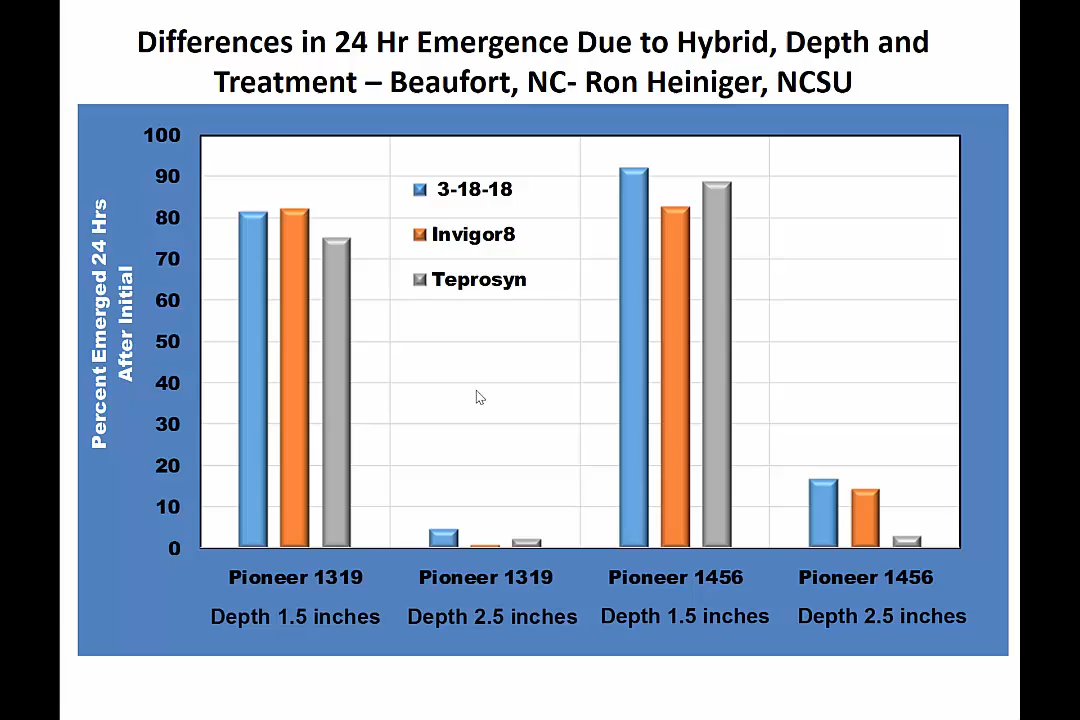 Differences in 24 Hr Emergence Due to Hybrid, Depth and
Treatment – Beaufort, NC- Ron Heiniger, NCSU
Percent Emerged 24 Hrs
After Initial
100
90
80
70
60
50
40
30
20
10
0
3-18-18
Invigor8
Teprosyn
Pioneer 1319 Pioneer 1319 Pioneer 1456 Pioneer 1456
Depth 1.5 inches Depth 2.5 inches Depth 1.5 inches Depth 2.5 inches